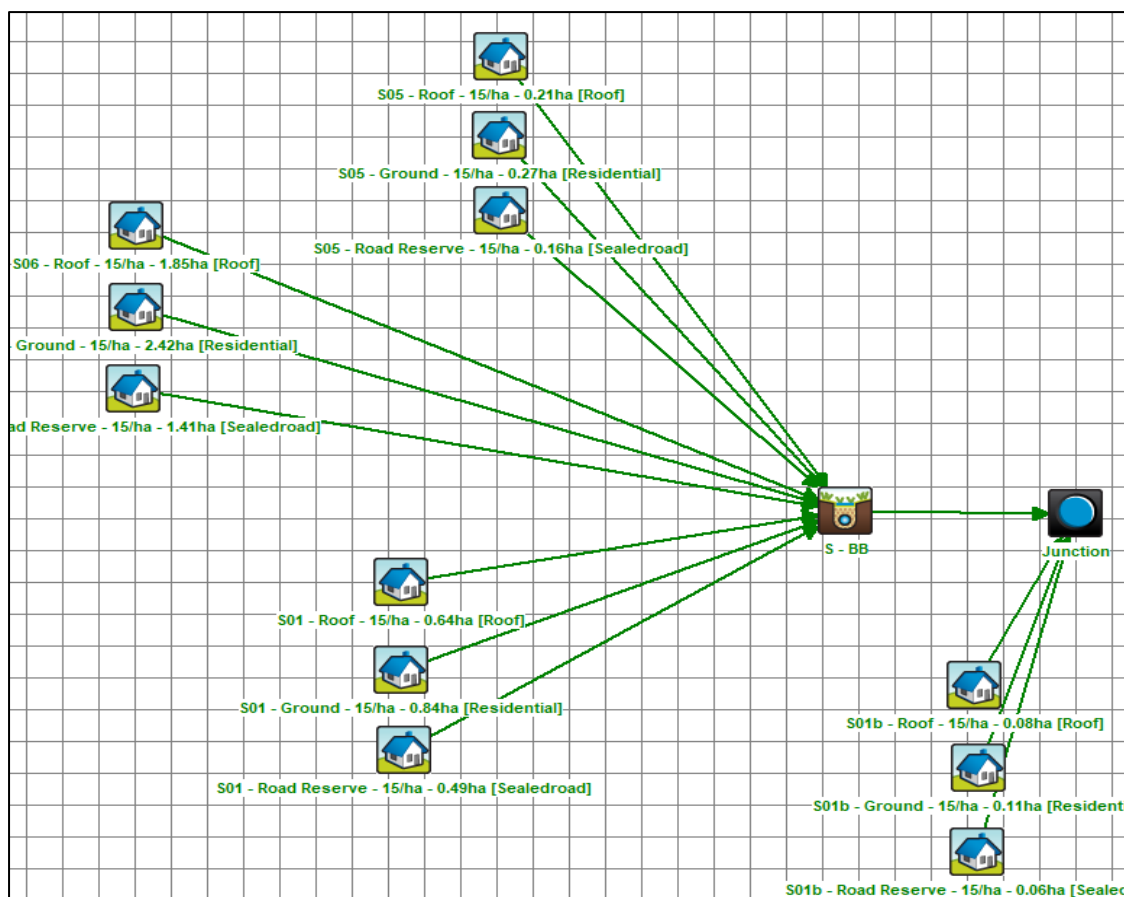 S05 - Roof - 15/ha - 0.21ha [Roof]
S05 - Ground - 15/ha - 0.27ha [Residential]
S05 - Road Reserve - 15/ha - 0.16ha [Sealedroad]
S06 - Roof - 15/ha - 1.85ha [Roof]
Ground - 15/ha - 2.42ha [Residential]
ad Reserve - 15/ha - 1.41ha [Sealedroad]
S - BB
Junction
S01 - Roof - 15/ha - 0.64ha [Roof]
S01 - Ground - 15/ha - 0.84ha [Residential]
S01 - Road Reserve - 15/ha - 0.49ha [Sealedroad]
S01b - Roof - 15/ha - 0.08ha [Roof]
S01b - Ground - 15/ha - 0.11ha [Resident
S01b - Road Reserve - 15/ha - 0.06ha [Sealed